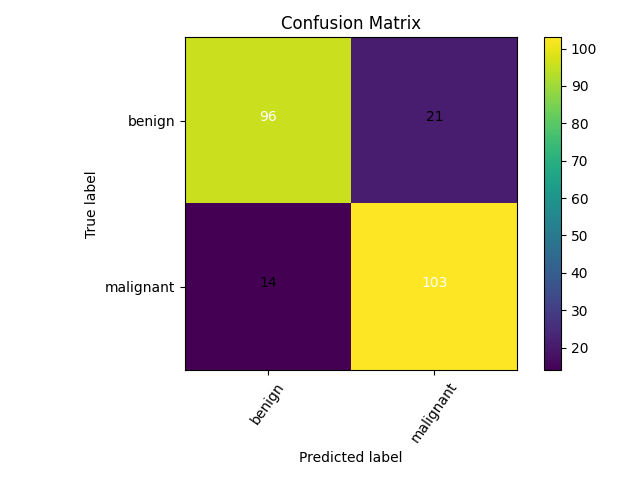 Confusion Matrix
True label
benign
malignant
96
21
14
103
benign
malignant
Predicted label
100
90
80
70
60
50
40
30
20